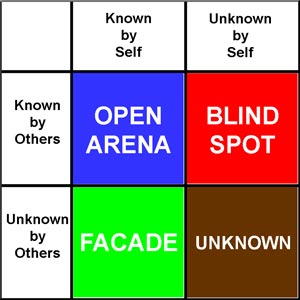 Known
by
Self
Unknown
by
Self
Known
by
Others
OPEN
ARENA
BLIND
SPOT
Unknown
by
Others
FACADE
UNKNOWN